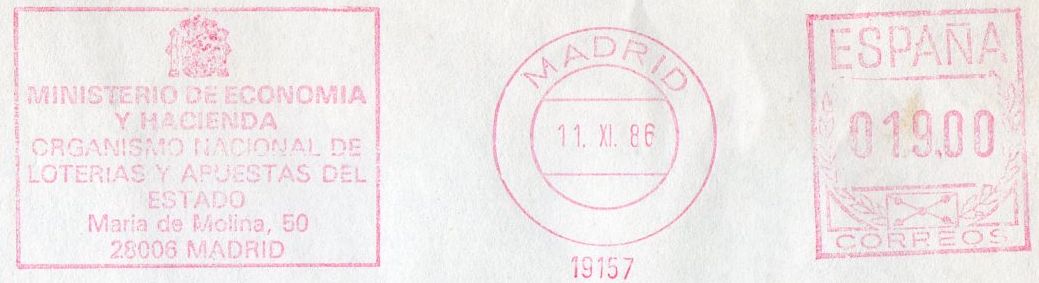 MINISTERIO DE ECONOMIA
Y HACIENDA
ORGANISMO NACIONAL DE
LOTERIAS Y APUESTAS DEL
ESTADO
Maria de Molina, 50
28006 MADRID
MADRID
11. XI. 86
19157
ESPAÑA
019.00
CORREOS